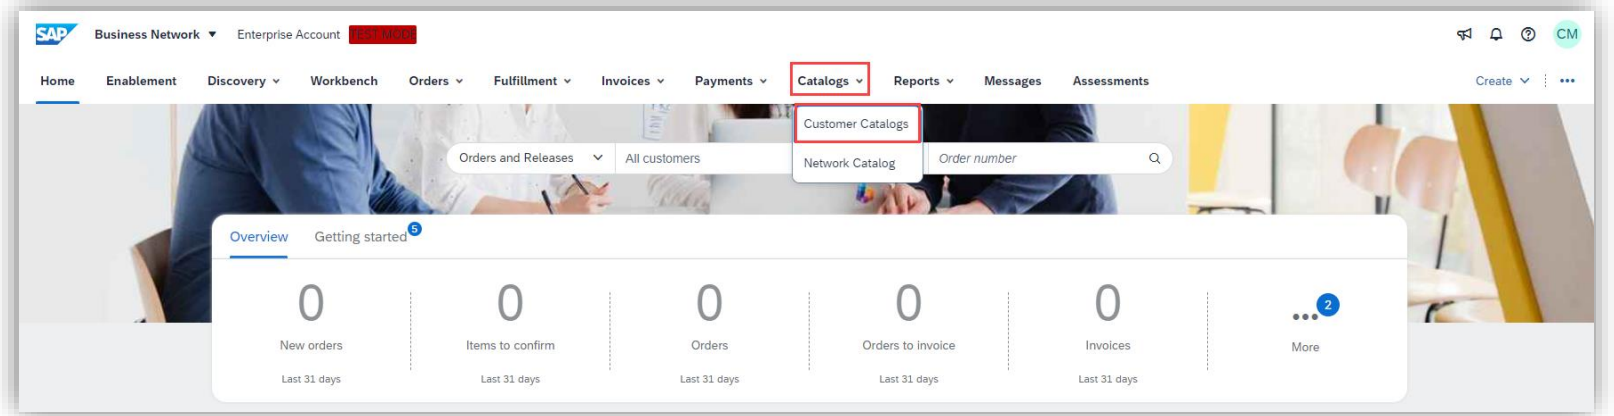 SAP Business Network Enterprise Account TEST MODE CM
Home Enablement Discovery Workbench Orders Fulfillment Invoices Payments Catalogs Reports Messages Assessments Create
Customer Catalogs
Orders and Releases All customers Order number
Network Catalog
Overview Getting started 5
0 0 0 0 0 ... 2
New orders Items to confirm Orders Orders to invoice Invoices More
Last 31 days Last 31 days Last 31 days Last 31 days Last 31 days